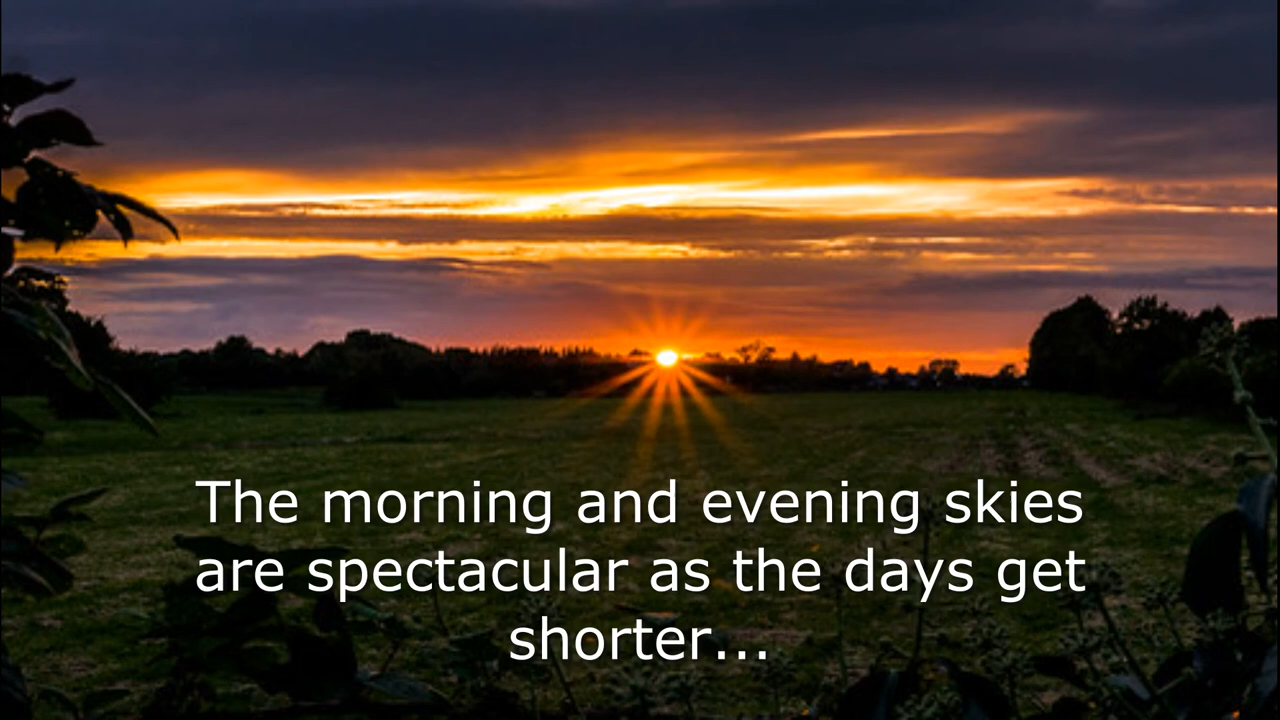 The morning and evening skies
are spectacular as the days get
shorter...